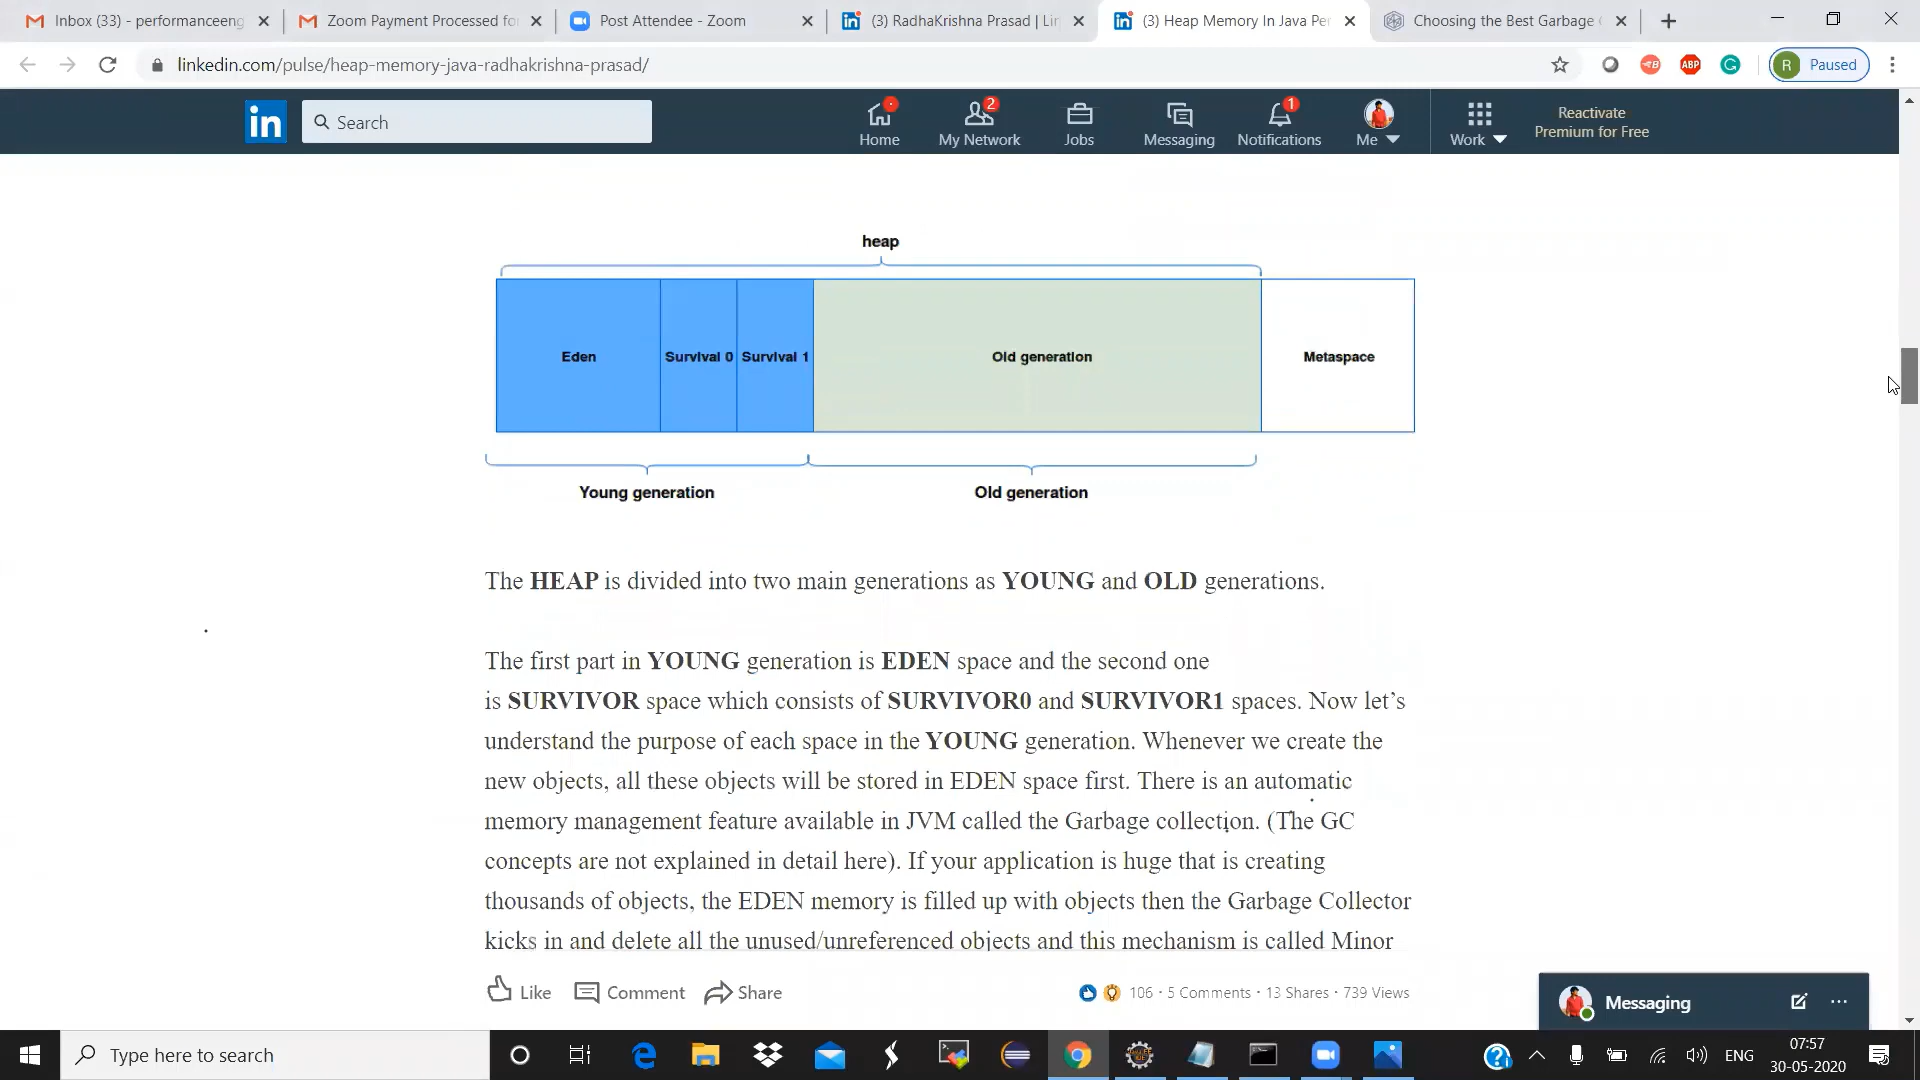 Inbox (33) - performanceeng
Zoom Payment Processed fo
Post Attendee - Zoom
(3) RadhaKrishna Prasad | Lin
(3) Heap Memory In Java Per
Choosing the Best Garbage
linkedin.com/pulse/heap-memory-java-radhakrishna-prasad/
ABP
R Paused
in
Search
Home
2
My Network
Jobs
Messaging
1
Notifications
Me
Work
Reactivate
Premium for Free
heap
Eden
Survival 0
Survival 1
Old generation
Metaspace
Young generation
Old generation
The HEAP is divided into two main generations as YOUNG and OLD generations.
The first part in YOUNG generation is EDEN space and the second one
is SURVIVOR space which consists of SURVIVOR0 and SURVIVOR1 spaces. Now let's
understand the purpose of each space in the YOUNG generation. Whenever we create the
new objects, all these objects will be stored in EDEN space first. There is an automatic
memory management feature available in JVM called the Garbage collection. (The GC
concepts are not explained in detail here). If your application is huge that is creating
thousands of objects, the EDEN memory is filled up with objects then the Garbage Collector
kicks in and delete all the unused/unreferenced objects and this mechanism is called Minor
Like
Comment
Share
106 · 5 Comments · 13 Shares · 739 Views
Messaging
Type here to search
ENG
07:57
30-05-2020